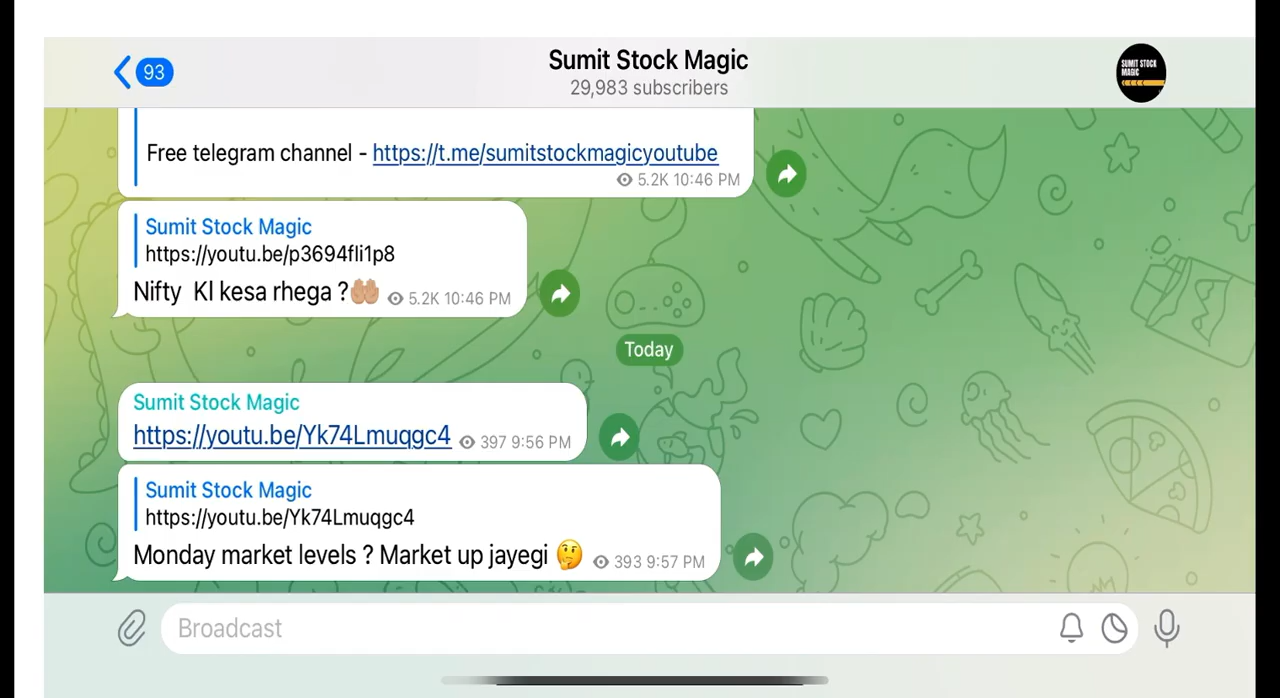 93
Sumit Stock Magic
29,983 subscribers
SUMIT STOCK
MAGIC
Free telegram channel - https://t.me/sumitstockmagicyoutube
5.2K 10:46 PM
Sumit Stock Magic
https://youtu.be/p3694fli1p8
Nifty Kl kesa rhega ?🤲🏼 5.2K 10:46 PM
Today
Sumit Stock Magic
https://youtu.be/Yk74Lmuqgc4 397 9:56 PM
Sumit Stock Magic
https://youtu.be/Yk74Lmuqgc4
Monday market levels ? Market up jayegi 🤔 393 9:57 PM
Broadcast